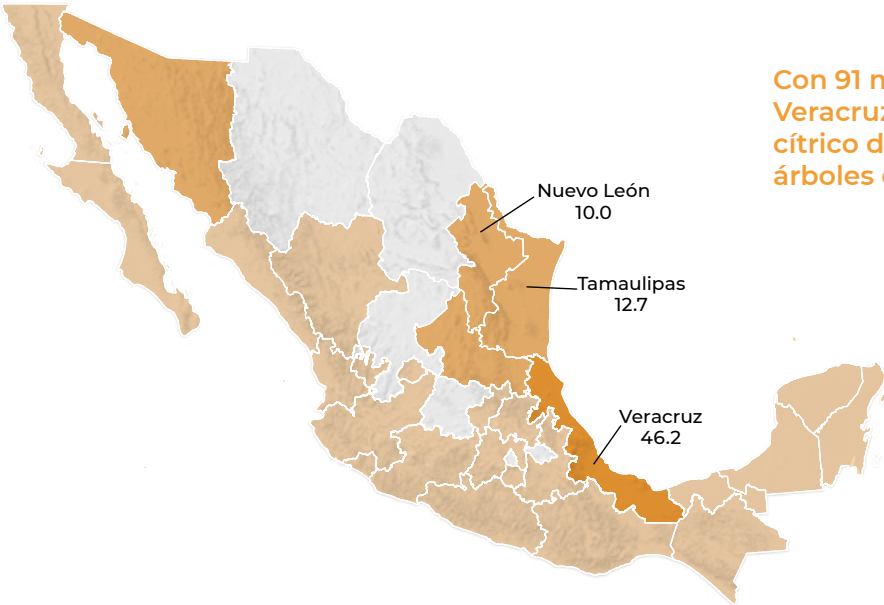 Con 91
Veracruz
cítrico
árboles
Nuevo León
10.0
Tamaulipas
12.7
Veracruz
46.2